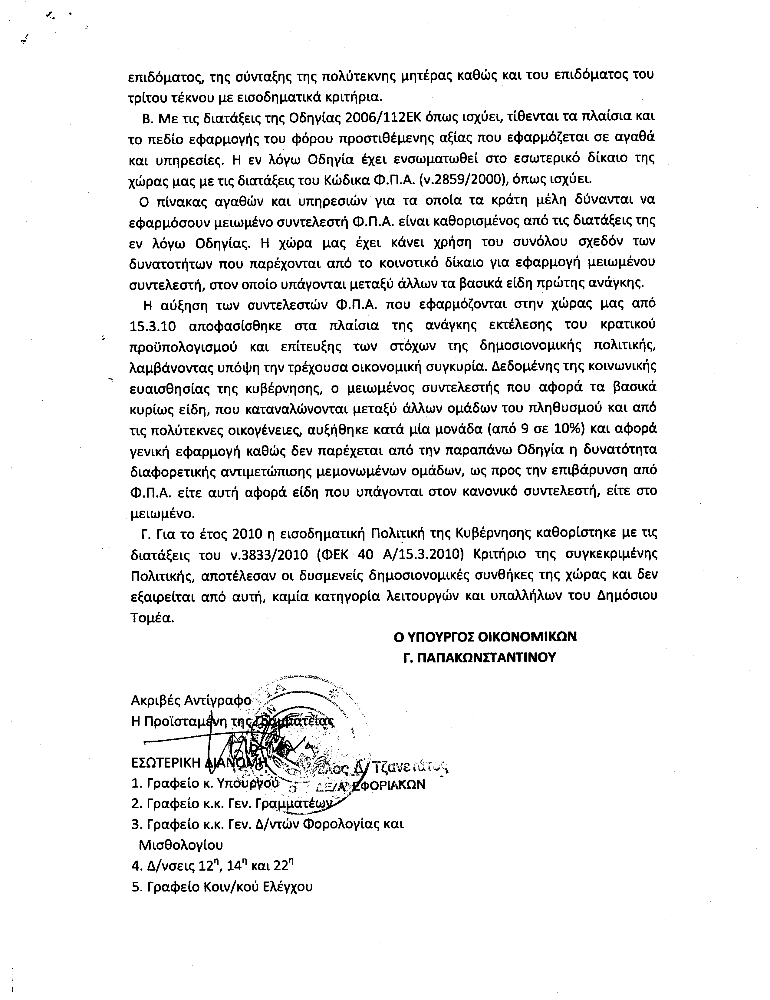 επιδόματος, της σύνταξης της πολύτεκνης μητέρας καθώς και του επιδόματος του
τρίτου τέκνου με εισοδηματικά κριτήρια.
Β. Με τις διατάξεις της Οδηγίας 2006/112ΕΚ όπως ισχύει, τίθενται τα πλαίσια και
το πεδίο εφαρμογής του φόρου προστιθέμενης αξίας που εφαρμόζεται σε αγαθά
και υπηρεσίες. Η εν λόγω Οδηγία έχει ενσωματωθεί στο εσωτερικό δίκαιο της
χώρας μας με τις διατάξεις του Κώδικα Φ.Π.Α. (ν.2859/2000), όπως ισχύει.
Ο πίνακας αγαθών και υπηρεσιών για τα οποία τα κράτη μέλη δύνανται να
εφαρμόσουν μειωμένο συντελεστή Φ.Π.Α. είναι καθορισμένος από τις διατάξεις της
εν λόγω Οδηγίας. Η χώρα μας έχει κάνει χρήση του συνόλου σχεδόν των
δυνατοτήτων που παρέχονται από το κοινοτικό δίκαιο για εφαρμογή μειωμένου
συντελεστή, στον οποίο υπάγονται μεταξύ άλλων τα βασικά είδη πρώτης ανάγκης.
Η αύξηση των συντελεστών Φ.Π.Α. που εφαρμόζονται στην χώρας μας από
15.3.10 αποφασίσθηκε στα πλαίσια της ανάγκης εκτέλεσης του κρατικού
προϋπολογισμού και επίτευξης των στόχων της δημοσιονομικής πολιτικής,
λαμβάνοντας υπόψη την τρέχουσα οικονομική συγκυρία. Δεδομένης της κοινωνικής
ευαισθησίας της κυβέρνησης, ο μειωμένος συντελεστής που αφορά τα βασικά
κυρίως είδη, που καταναλώνονται μεταξύ άλλων ομάδων του πληθυσμού και από
τις πολύτεκνες οικογένειες, αυξήθηκε κατά μία μονάδα (από 9 σε 10%) και αφορά
γενική εφαρμογή καθώς δεν παρέχεται από την παραπάνω Οδηγία η δυνατότητα
διαφορετικής αντιμετώπισης μεμονωμένων ομάδων, ως προς την επιβάρυνση από
Φ.Π.Α. είτε αυτή αφορά είδη που υπάγονται στον κανονικό συντελεστή, είτε στο
μειωμένο.
Γ. Για το έτος 2010 η εισοδηματική Πολιτική της Κυβέρνησης καθορίστηκε με τις
διατάξεις του ν.3833/2010 (ΦΕΚ 40 Α/15.3.2010) Κριτήριο της συγκεκριμένης
Πολιτικής, αποτέλεσαν οι δυσμενείς δημοσιονομικές συνθήκες της χώρας και δεν
εξαιρείται από αυτή, καμία κατηγορία λειτουργών και υπαλλήλων του Δημόσιου
Τομέα.
Ο ΥΠΟΥΡΓΟΣ ΟΙΚΟΝΟΜΙΚΩΝ
Γ. ΠΑΠΑΚΩΝΣΤΑΝΤΙΝΟΥ
Ακριβές Αντίγραφο
Η Προϊσταμένη της Γραμματείας
ΕΣΩΤΕΡΙΚΗ ΔΙΑΝΟΜΗ
Δ/ Τζανετάτος
1. Γραφείο κ. Υπουργού
ΔΕ/Α' ΕΦΟΡΙΑΚΩΝ
2. Γραφείο κ.κ. Γεν. Γραμματέων
3. Γραφείο κ.κ. Γεν. Δ/ντών Φορολογίας και
Μισθολογίου
4. Δ/νσεις 12η, 14η και 22η
5. Γραφείο Κοιν/κού Ελέγχου